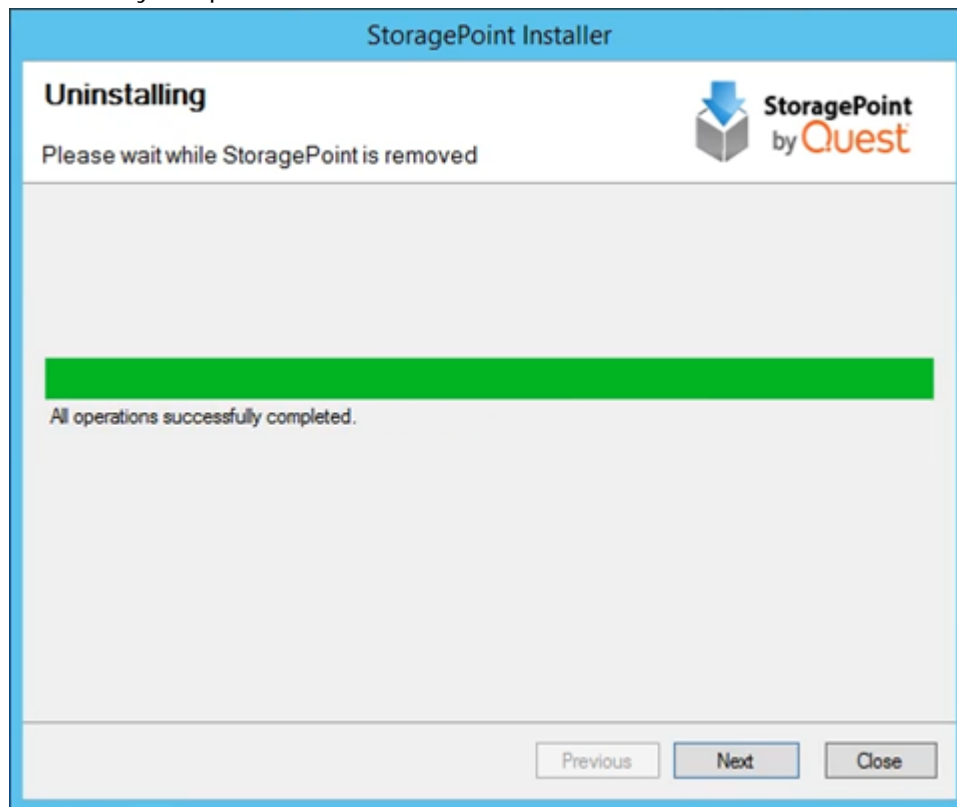 StoragePoint Installer
Uninstalling
StoragePoint
by Quest
Please wait while StoragePoint is removed
All operations successfully completed.
Previous
Next
Close